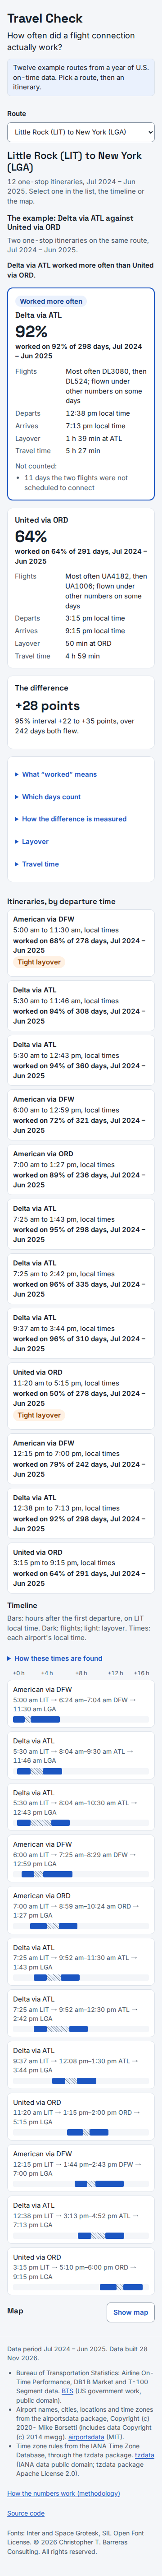 Travel Check
How often did a flight connection
actually work?
Twelve example routes from a year of U.S.
on-time data. Pick a route, then an
itinerary.
Route
Little Rock (LIT) to New York (LGA)
Little Rock (LIT) to New York
(LGA)
12 one-stop itineraries, Jul 2024 – Jun
2025. Select one in the list, the timeline or
the map.
The example: Delta via ATL against
United via ORD
Two one-stop itineraries on the same route,
Jul 2024 – Jun 2025.
Delta via ATL worked more often than United
via ORD.
Worked more often
Delta via ATL
92%
worked on 92% of 298 days, Jul 2024
– Jun 2025
Flights Most often DL3080, then
DL524; flown under
other numbers on some
days
Departs 12:38 pm local time
Arrives 7:13 pm local time
Layover 1 h 39 min at ATL
Travel time 5 h 27 min
Not counted:
• 11 days the two flights were not
scheduled to connect
United via ORD
64%
worked on 64% of 291 days, Jul 2024 –
Jun 2025
Flights Most often UA4182, then
UA1006; flown under
other numbers on some
days
Departs 3:15 pm local time
Arrives 9:15 pm local time
Layover 50 min at ORD
Travel time 4 h 59 min
The difference
+28 points
95% interval +22 to +35 points, over
242 days both flew.
▸ What “worked” means
▸ Which days count
▸ How the difference is measured
▸ Layover
▸ Travel time
Itineraries, by departure time
American via DFW
5:00 am to 11:30 am, local times
worked on 68% of 278 days, Jul 2024 –
Jun 2025
Tight layover
Delta via ATL
5:30 am to 11:46 am, local times
worked on 94% of 308 days, Jul 2024 –
Jun 2025
Delta via ATL
5:30 am to 12:43 pm, local times
worked on 94% of 360 days, Jul 2024 –
Jun 2025
American via DFW
6:00 am to 12:59 pm, local times
worked on 72% of 321 days, Jul 2024 –
Jun 2025
American via ORD
7:00 am to 1:27 pm, local times
worked on 89% of 236 days, Jul 2024 –
Jun 2025
Delta via ATL
7:25 am to 1:43 pm, local times
worked on 95% of 298 days, Jul 2024 –
Jun 2025
Delta via ATL
7:25 am to 2:42 pm, local times
worked on 96% of 335 days, Jul 2024 –
Jun 2025
Delta via ATL
9:37 am to 3:44 pm, local times
worked on 96% of 310 days, Jul 2024 –
Jun 2025
United via ORD
11:20 am to 5:15 pm, local times
worked on 50% of 278 days, Jul 2024 –
Jun 2025
Tight layover
American via DFW
12:15 pm to 7:00 pm, local times
worked on 79% of 242 days, Jul 2024 –
Jun 2025
Delta via ATL
12:38 pm to 7:13 pm, local times
worked on 92% of 298 days, Jul 2024 –
Jun 2025
United via ORD
3:15 pm to 9:15 pm, local times
worked on 64% of 291 days, Jul 2024 –
Jun 2025
Timeline
Bars: hours after the first departure, on LIT
local time. Dark: flights; light: layover. Times:
each airport's local time.
▸ How these times are found
+0 h +4 h +8 h +12 h +16 h
American via DFW
5:00 am LIT → 6:24 am–7:04 am DFW →
11:30 am LGA
Delta via ATL
5:30 am LIT → 8:04 am–9:30 am ATL →
11:46 am LGA
Delta via ATL
5:30 am LIT → 8:04 am–10:30 am ATL →
12:43 pm LGA
American via DFW
6:00 am LIT → 7:25 am–8:29 am DFW →
12:59 pm LGA
American via ORD
7:00 am LIT → 8:59 am–10:24 am ORD →
1:27 pm LGA
Delta via ATL
7:25 am LIT → 9:52 am–11:30 am ATL →
1:43 pm LGA
Delta via ATL
7:25 am LIT → 9:52 am–12:30 pm ATL →
2:42 pm LGA
Delta via ATL
9:37 am LIT → 12:08 pm–1:30 pm ATL →
3:44 pm LGA
United via ORD
11:20 am LIT → 1:15 pm–2:00 pm ORD →
5:15 pm LGA
American via DFW
12:15 pm LIT → 1:44 pm–2:43 pm DFW →
7:00 pm LGA
Delta via ATL
12:38 pm LIT → 3:13 pm–4:52 pm ATL →
7:13 pm LGA
United via ORD
3:15 pm LIT → 5:10 pm–6:00 pm ORD →
9:15 pm LGA
Map
Show map
Data period Jul 2024 – Jun 2025. Data built 28
Nov 2026.
• Bureau of Transportation Statistics: Airline On-
Time Performance, DB1B Market and T-100
Segment data. BTS (US government work,
public domain).
• Airport names, cities, locations and time zones
from the airportsdata package, Copyright (c)
2020- Mike Borsetti (includes data Copyright
(c) 2014 mwgg). airportsdata (MIT).
• Time zone rules from the IANA Time Zone
Database, through the tzdata package. tzdata
(IANA data public domain; tzdata package
Apache License 2.0).
How the numbers work (methodology)
Source code
Fonts: Inter and Space Grotesk, SIL Open Font
License. © 2026 Christopher T. Barreras
Consulting. All rights reserved.